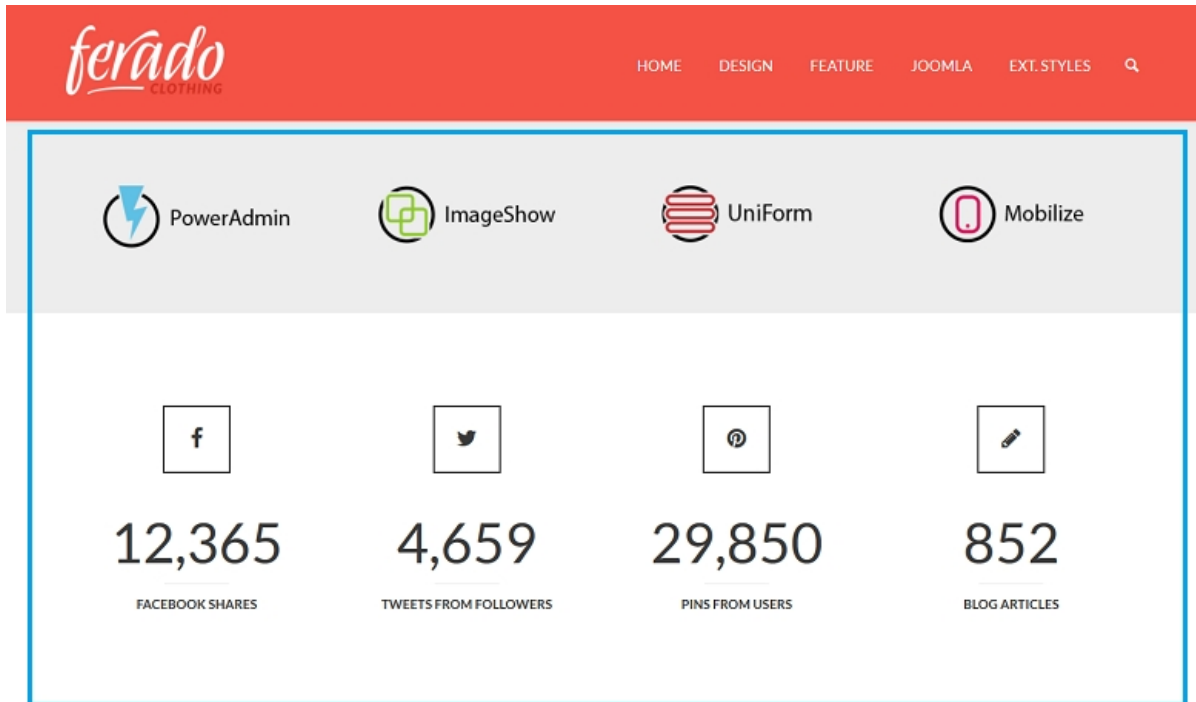 ferado
CLOTHING
HOME DESIGN FEATURE JOOMLA EXT. STYLES
PowerAdmin ImageShow UniForm Mobilize
12,365 4,659 29,850 852
FACEBOOK SHARES TWEETS FROM FOLLOWERS PINS FROM USERS BLOG ARTICLES